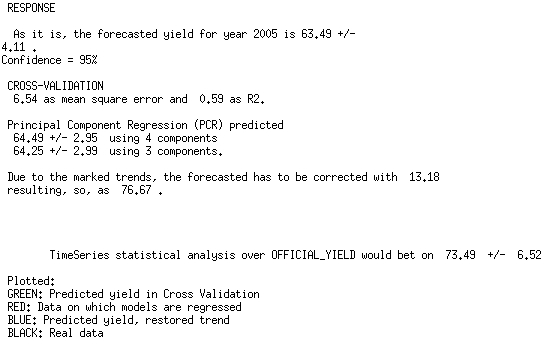 RESPONSE
As it is, the forecasted yield for year 2005 is 63.49 +/-
4.11 .
Confidence = 95%
CROSS-VALIDATION
6.54 as mean square error and 0.59 as R2.
Principal Component Regression (PCR) predicted
64.49 +/- 2.95 using 4 components
64.25 +/- 2.99 using 3 components.
Due to the marked trends, the forecasted has to be corrected with 13.18
resulting, so, as 76.67 .
TimeSeries statistical analysis over OFFICIAL_YIELD would bet on 73.49 +/- 6.52
Plotted:
GREEN: Predicted yield in Cross Validation
RED: Data on which models are regressed
BLUE: Predicted yield, restored trend
BLACK: Real data